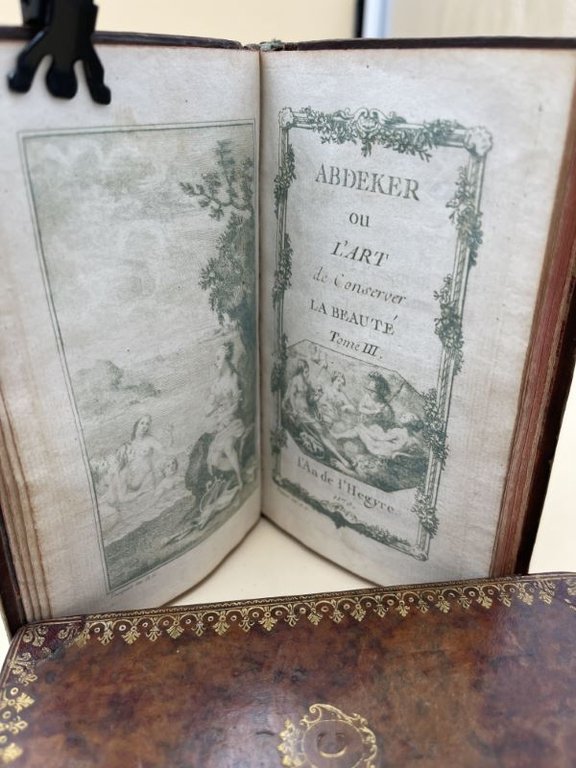 ABDEKER
ou
L'ART
de Conserver
LA BEAUTÉ
Tome III.
l'An de l'Hegyre